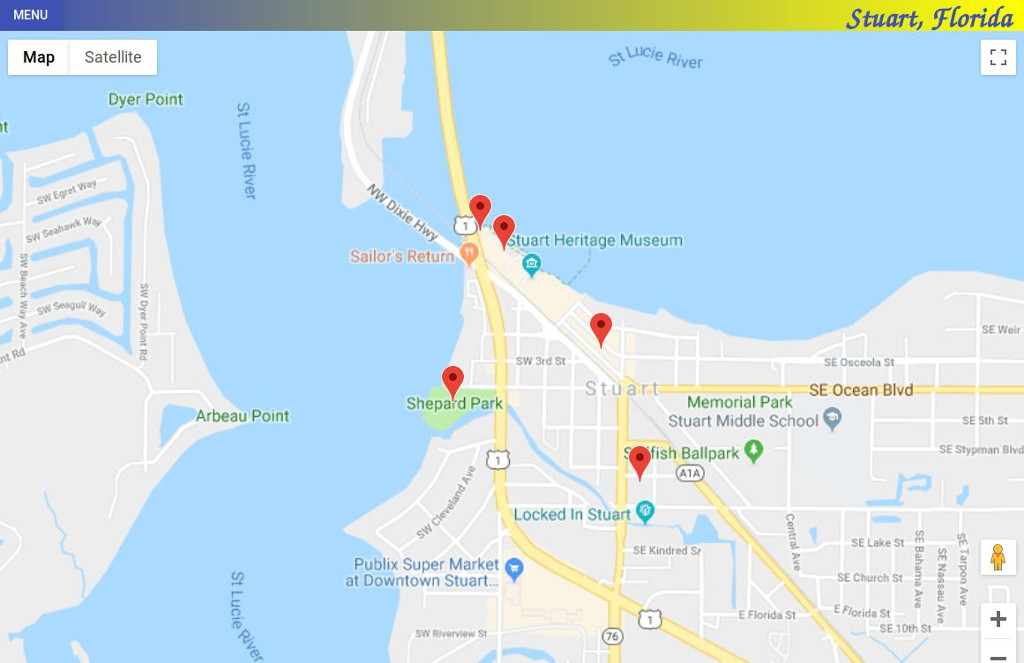 MENU
Stuart, Florida
Map
Satellite
St Lucie River
Dyer Point
St Lucie River
SW Egret Way
NW Dixie Hwy
SW Seahawk Way
1
Stuart Heritage Museum
Sailor's Return
SW Beach Way Ave
SW Dyer Point Rd
SW Seagull Way
SE Weir
SW 3rd St
SE Osceola St
Stuart
SE Ocean Blvd
Shepard Park
Memorial Park
Arbeau Point
Stuart Middle School
SE 5th St
Sailfish Ballpark
SE Stypman Blvd
1
A1A
SW Cleveland Ave
Locked In Stuart
Central Ave
SE Lake St
SE Bahama Ave
SE Nassau Ave
SE Tarpon Ave
SE Kindred St
Publix Super Market
at Downtown Stuart...
SE Church St
St Lucie River
E Florida St
E Florida St
1
SE 10th St
SW Riverview St
76